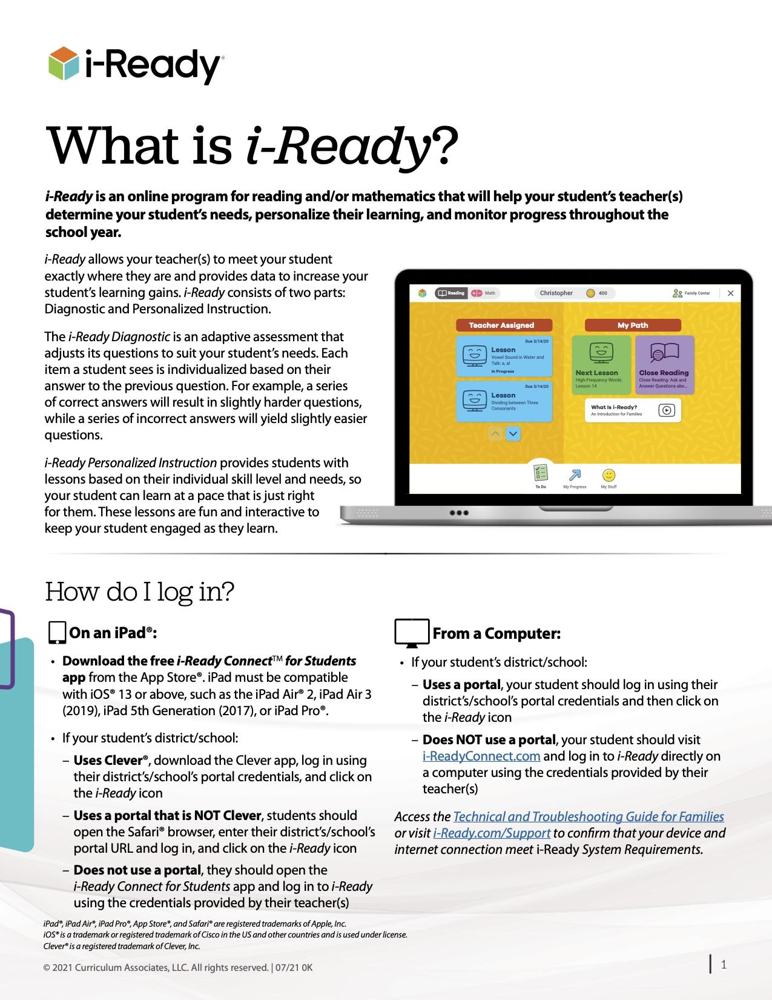 i-Ready®
What is i-Ready?
i-Ready is an online program for reading and/or mathematics that will help your student’s teacher(s)
determine your student’s needs, personalize their learning, and monitor progress throughout the
school year.
i-Ready allows your teacher(s) to meet your student
exactly where they are and provides data to increase your
student’s learning gains. i-Ready consists of two parts:
Diagnostic and Personalized Instruction.
The i-Ready Diagnostic is an adaptive assessment that
adjusts its questions to suit your student’s needs. Each
item a student sees is individualized based on their
answer to the previous question. For example, a series
of correct answers will result in slightly harder questions,
while a series of incorrect answers will yield slightly easier
questions.
i-Ready Personalized Instruction provides students with
lessons based on their individual skill level and needs, so
your student can learn at a pace that is just right
for them. These lessons are fun and interactive to
keep your student engaged as they learn.
Reading Math Christopher 400 Family Center
Teacher Assigned
Due 3/14/20
Lesson
Vowel Sound in Water and
Talk: a, al
In Progress
Due 3/14/20
Lesson
Dividing between Three
Consonants
My Path
Next Lesson
High-Frequency Words:
Lesson 14
Close Reading
Close Reading: Ask and
Answer Questions abo...
What Is i-Ready?
An Introduction for Families
To Do My Progress My Stuff
How do I log in?
On an iPad®:
• Download the free i-Ready Connect™ for Students
app from the App Store®. iPad must be compatible
with iOS® 13 or above, such as the iPad Air® 2, iPad Air 3
(2019), iPad 5th Generation (2017), or iPad Pro®.
• If your student’s district/school:
– Uses Clever®, download the Clever app, log in using
their district’s/school’s portal credentials, and click on
the i-Ready icon
– Uses a portal that is NOT Clever, students should
open the Safari® browser, enter their district’s/school’s
portal URL and log in, and click on the i-Ready icon
– Does not use a portal, they should open the
i-Ready Connect for Students app and log in to i-Ready
using the credentials provided by their teacher(s)
From a Computer:
• If your student’s district/school:
– Uses a portal, your student should log in using their
district’s/school’s portal credentials and then click on
the i-Ready icon
– Does NOT use a portal, your student should visit
i-ReadyConnect.com and log in to i-Ready directly on
a computer using the credentials provided by their
teacher(s)
Access the Technical and Troubleshooting Guide for Families
or visit i-Ready.com/Support to confirm that your device and
internet connection meet i-Ready System Requirements.
iPad®, iPad Air®, iPad Pro®, App Store®, and Safari® are registered trademarks of Apple, Inc.
iOS® is a trademark or registered trademark of Cisco in the US and other countries and is used under license.
Clever® is a registered trademark of Clever, Inc.
© 2021 Curriculum Associates, LLC. All rights reserved. | 07/21 0K
1